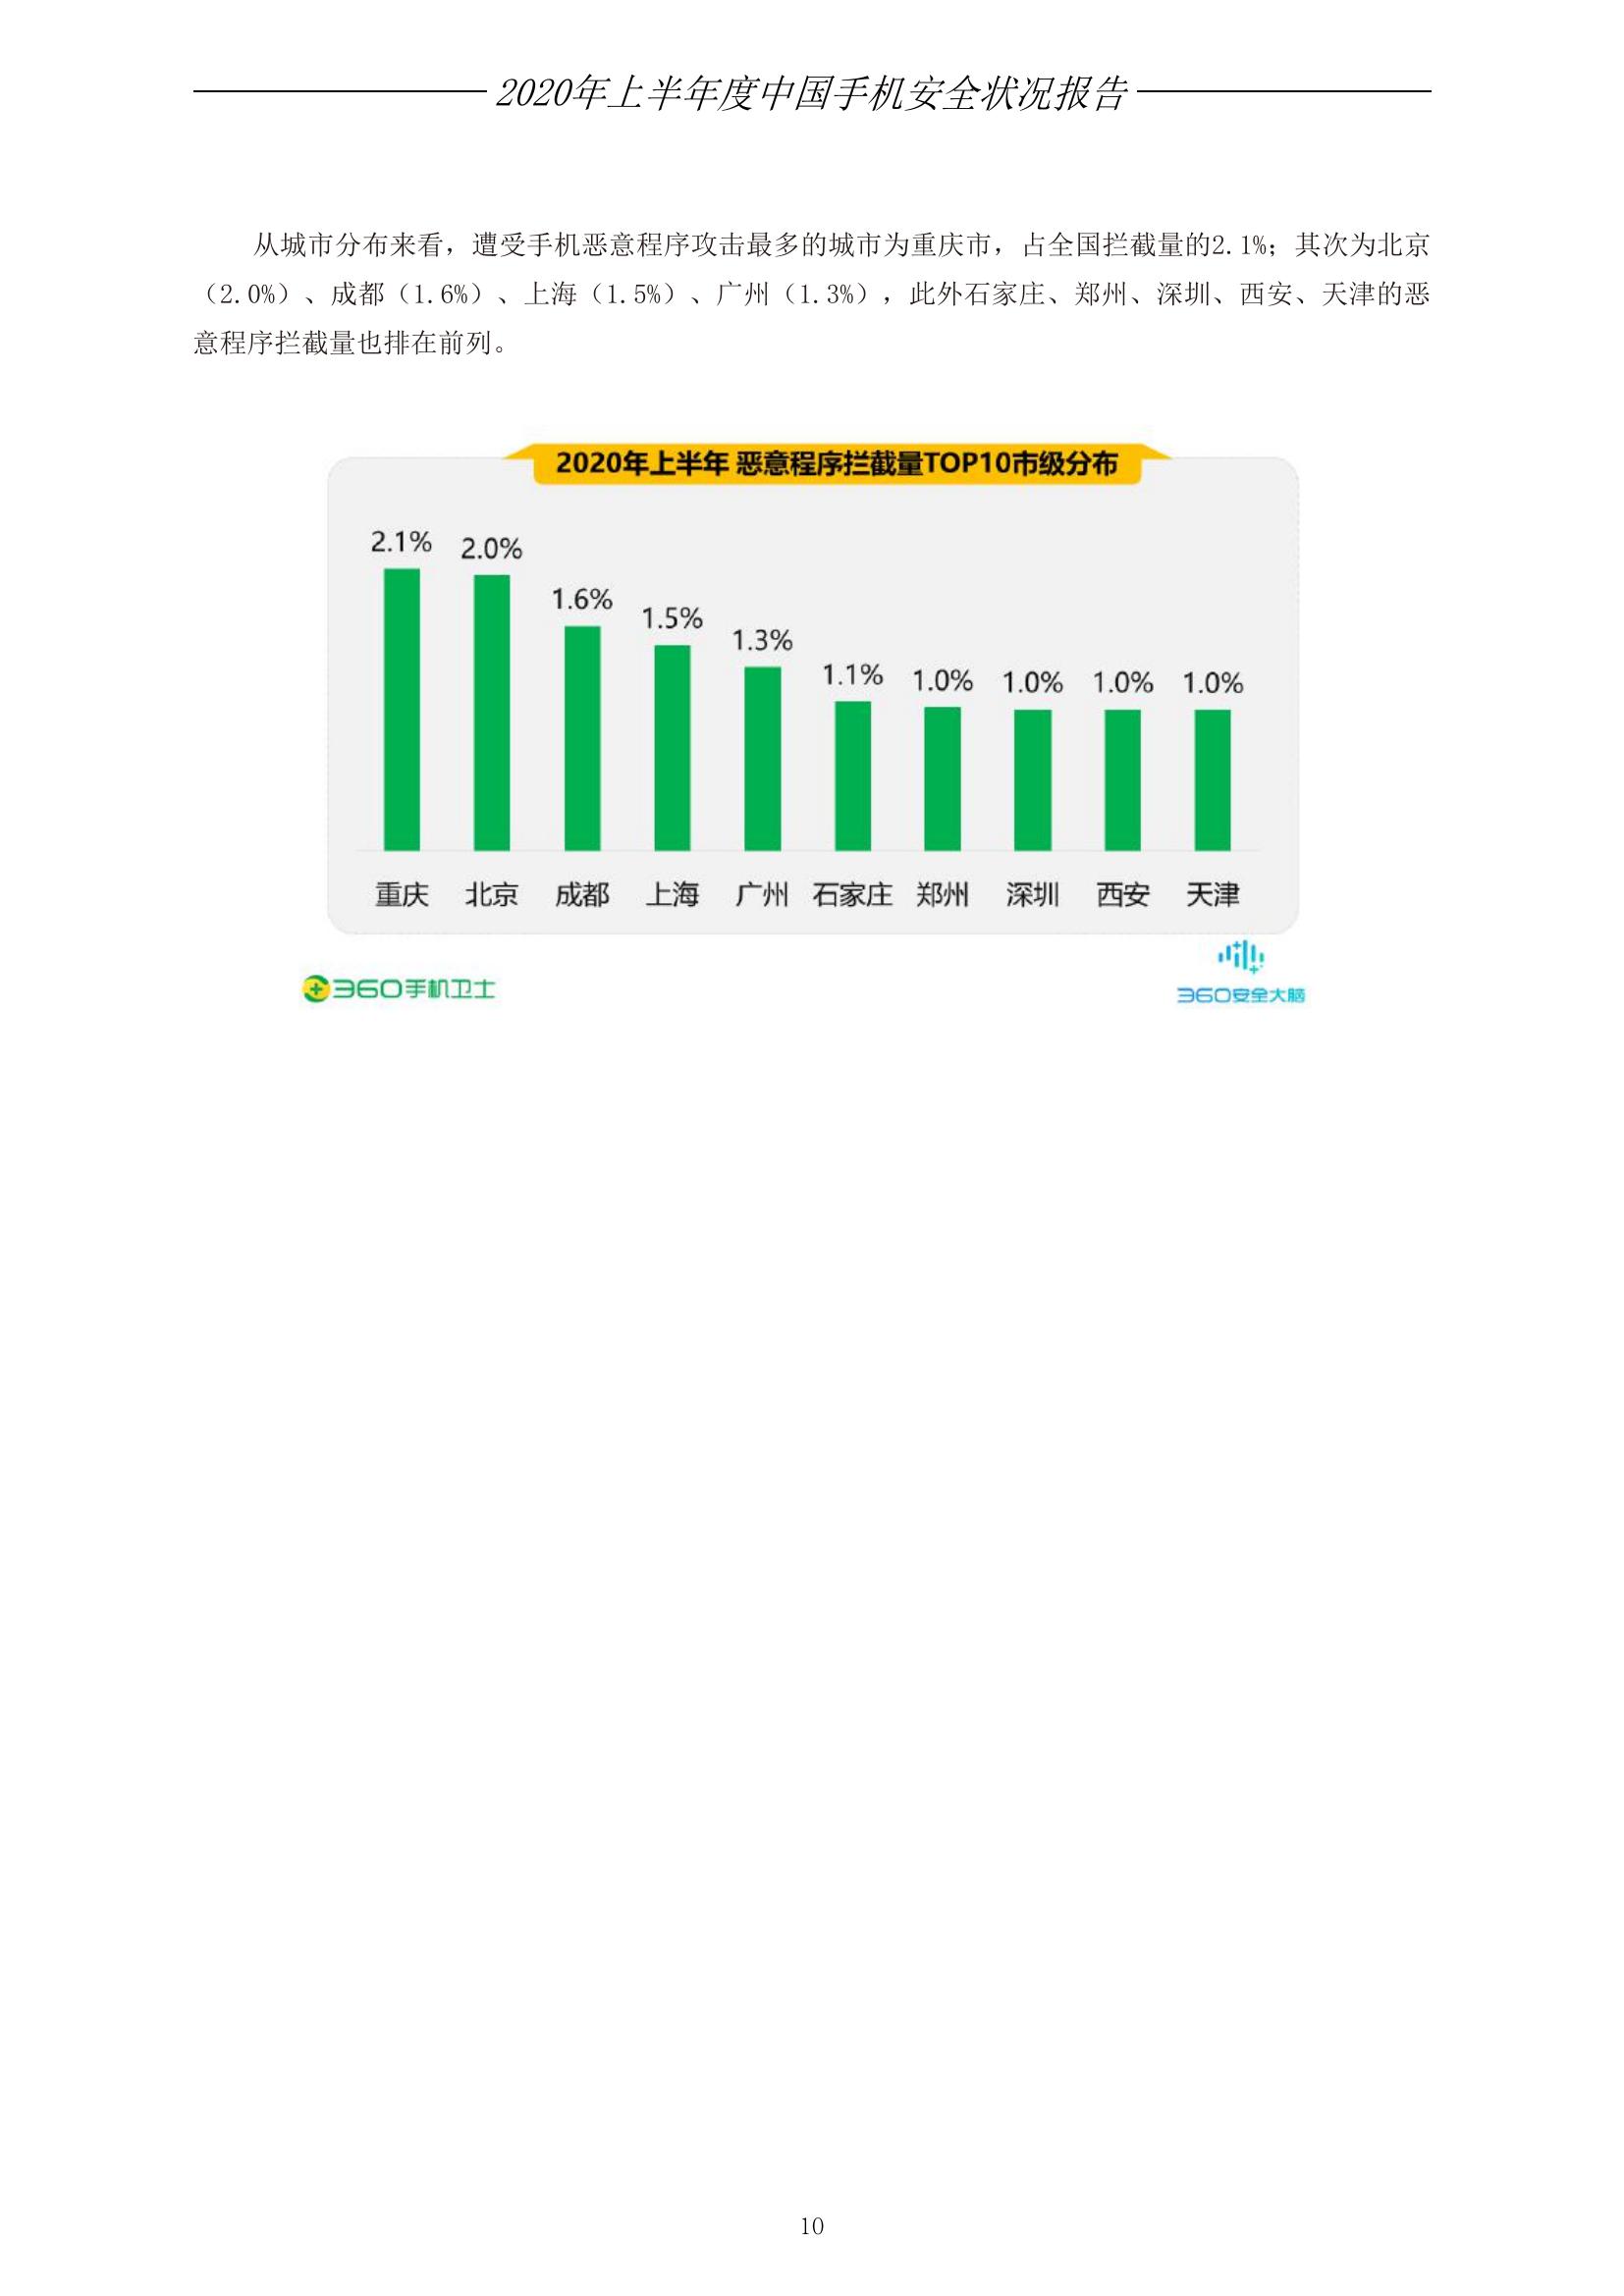 2020年上半年度中国手机安全状况报告
从城市分布来看，遭受手机恶意程序攻击最多的城市为重庆市，占全国拦截量的2.1%；其次为北京
（2.0%）、成都（1.6%）、上海（1.5%）、广州（1.3%），此外石家庄、郑州、深圳、西安、天津的恶
意程序拦截量也排在前列。
2020年上半年 恶意程序拦截量TOP10市级分布
2.1% 2.0% 1.6% 1.5% 1.3% 1.1% 1.0% 1.0% 1.0% 1.0%
重庆 北京 成都 上海 广州 石家庄 郑州 深圳 西安 天津
360手机卫士 360安全大脑
10